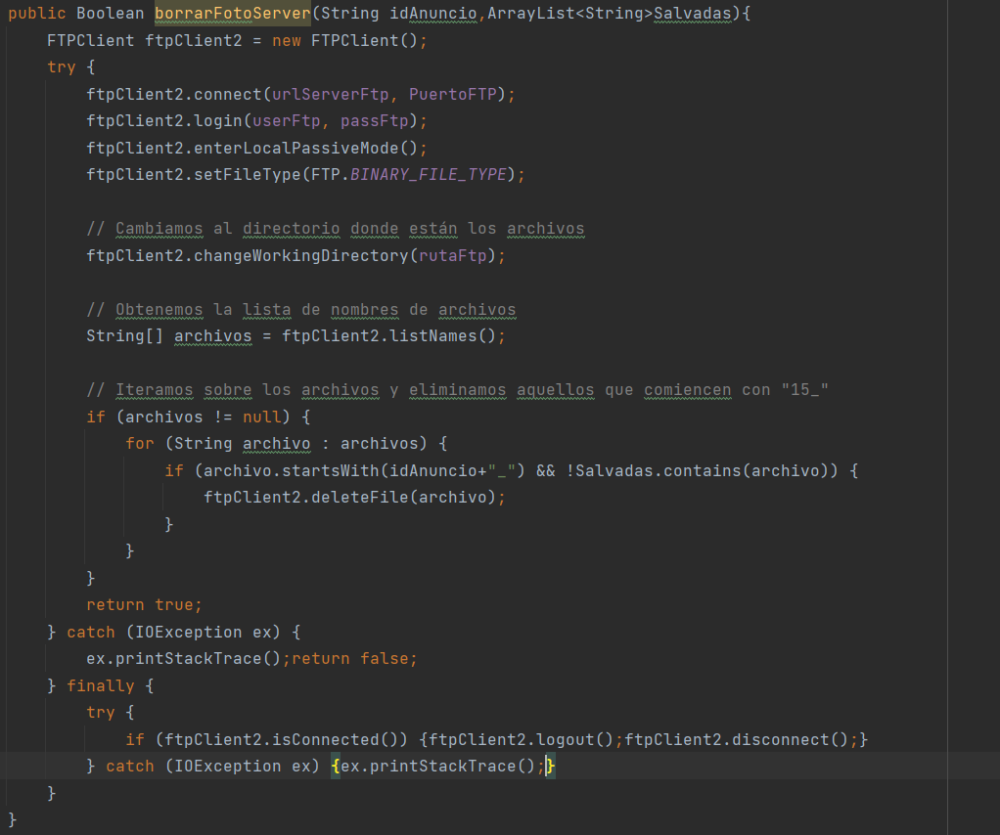 public Boolean borrarFotoServer(String idAnuncio,ArrayList<String>Salvadas){
    FTPClient ftpClient2 = new FTPClient();
    try {
        ftpClient2.connect(urlServerFtp, PuertoFTP);
        ftpClient2.login(userFtp, passFtp);
        ftpClient2.enterLocalPassiveMode();
        ftpClient2.setFileType(FTP.BINARY_FILE_TYPE);

        // Cambiamos al directorio donde están los archivos
        ftpClient2.changeWorkingDirectory(rutaFtp);

        // Obtenemos la lista de nombres de archivos
        String[] archivos = ftpClient2.listNames();

        // Iteramos sobre los archivos y eliminamos aquellos que comiencen con "15_"
        if (archivos != null) {
            for (String archivo : archivos) {
                if (archivo.startsWith(idAnuncio+"_") && !Salvadas.contains(archivo)) {
                    ftpClient2.deleteFile(archivo);
                }
            }
        }
        return true;
    } catch (IOException ex) {
        ex.printStackTrace();return false;
    } finally {
        try {
            if (ftpClient2.isConnected()) {ftpClient2.logout();ftpClient2.disconnect();}
        } catch (IOException ex) {ex.printStackTrace();}
    }
}